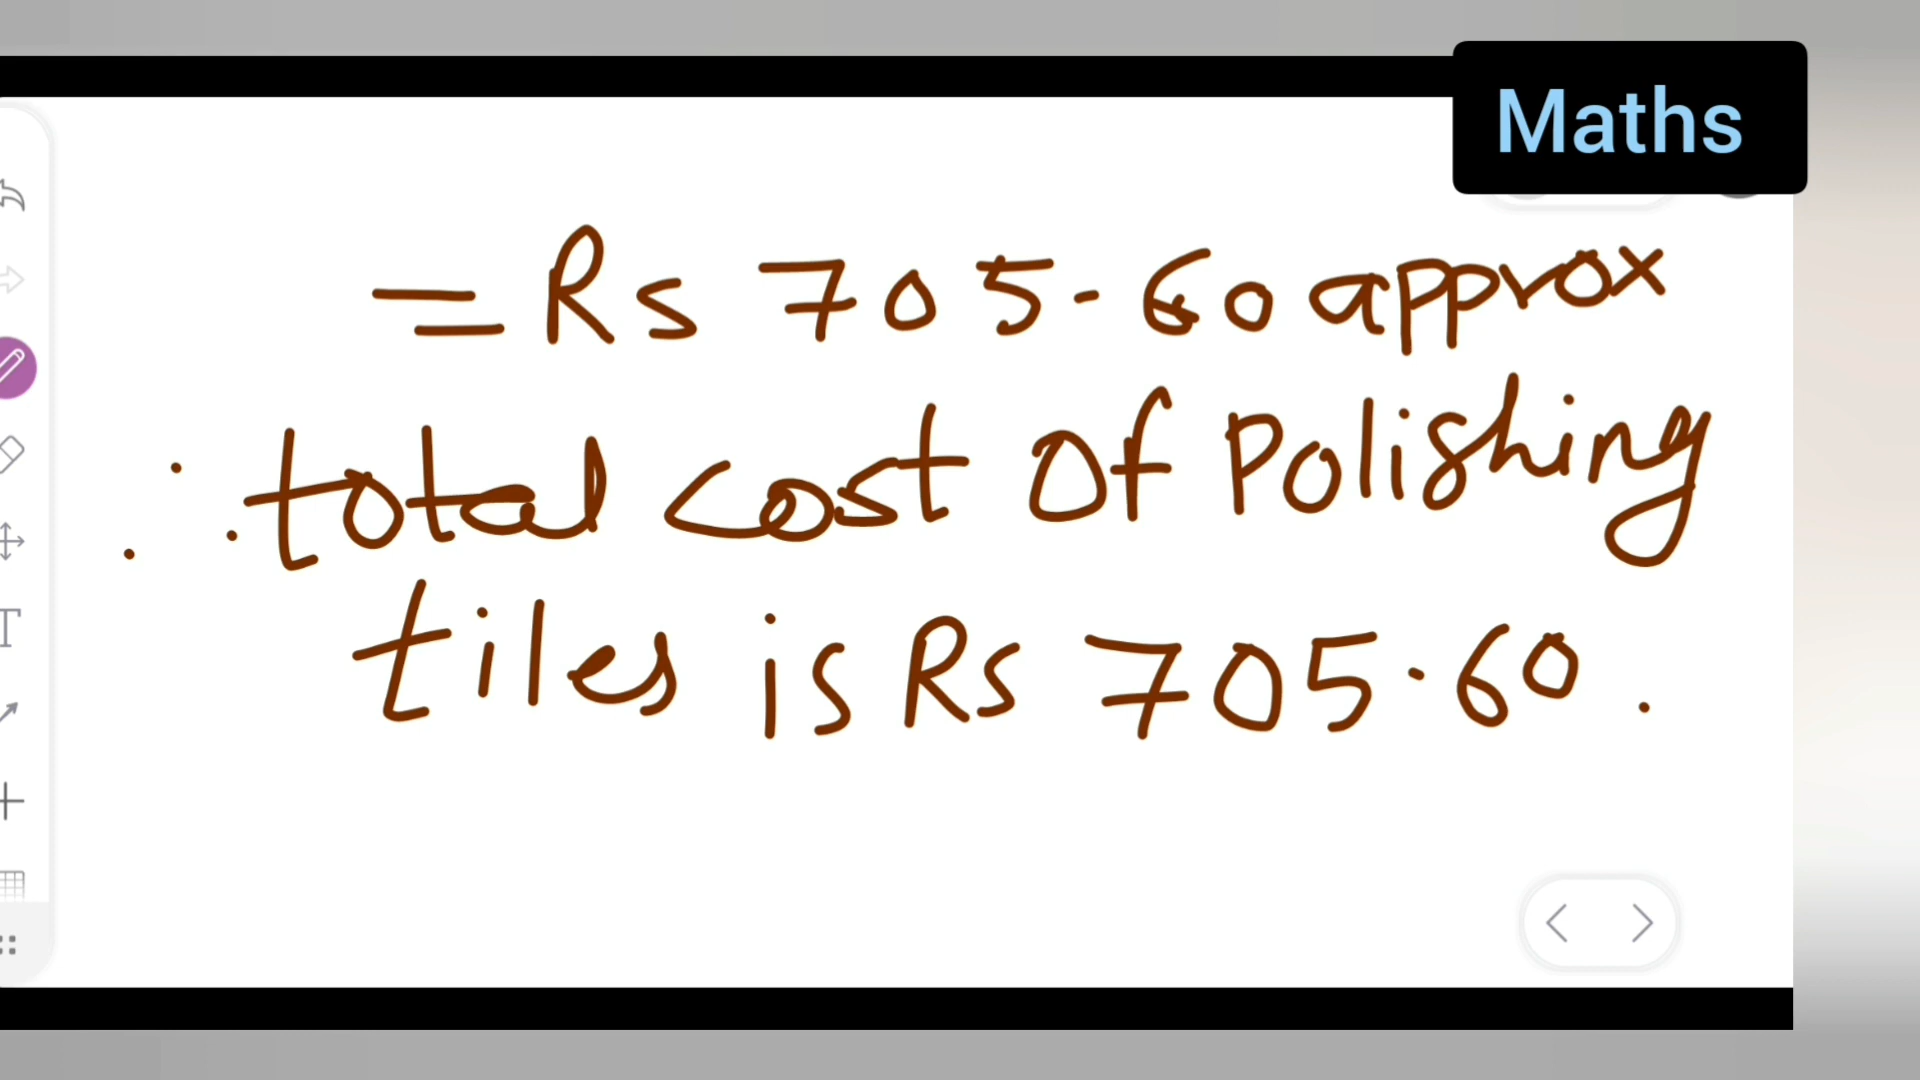 Maths
= Rs 705.60 approx
∴ total cost of Polishing
tiles is Rs 705.60.